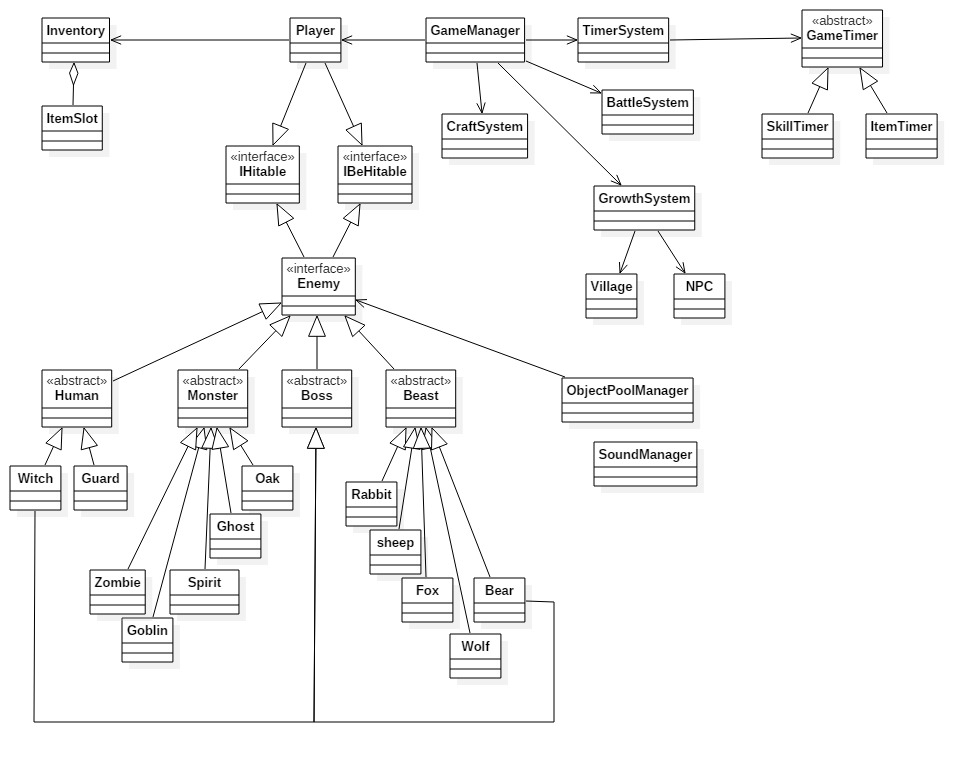 Inventory
Player
GameManager
TimerSystem
«abstract»
GameTimer
ItemSlot
CraftSystem
BattleSystem
SkillTimer
ItemTimer
«interface»
IHitable
«interface»
IBeHitable
GrowthSystem
«interface»
Enemy
Village
NPC
«abstract»
Human
«abstract»
Monster
«abstract»
Boss
«abstract»
Beast
ObjectPoolManager
SoundManager
Witch
Guard
Oak
Rabbit
Ghost
sheep
Zombie
Spirit
Fox
Bear
Goblin
Wolf